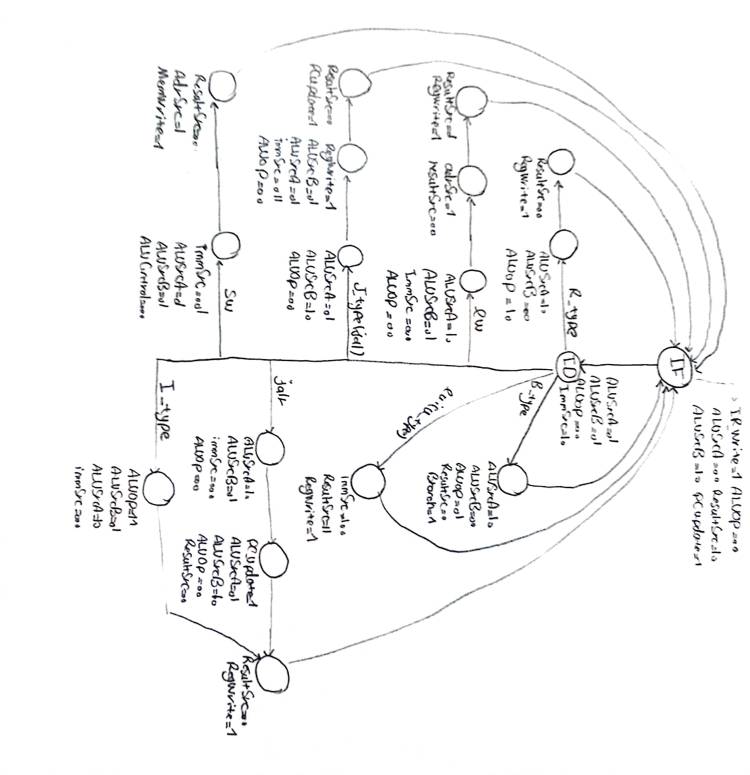 IRWrite=1 ALUOP=00
ALUSrcA=00 ResultSrc=10
ALUSrcB=10 PCupdate=1
IF
ALUSrcA=01
ALUSrcB=01
ALUOP=00
ID
ImmSrc=10
R_type
ResultSrc=00
RegWrite=1
ALUSrcA=10
ALUSrcB=00
ALUOP=10
B_type
ALUSrcA=10
ALUSrcB=00
ALUOP=01
ResultSrc=00
Branch=1
lw
ResultSrc=01
RegWrite=1
adrSrc=1
resultSrc=00
ALUSrcA=10
ALUSrcB=01
ImmSrc=000
ALUOP=00
lui(u_type)
immSrc=100
ResultSrc=11
RegWrite=1
J_type(jal)
ResultSrc=00
PCupdate=1
RegWrite=1
ALUSrcB=01
ALUSrcA=01
immSrc=011
ALUOP=00
ALUSrcA=01
ALUSrcB=10
ALUOP=00
jalr
ALUSrcA=10
ALUSrcB=01
immSrc=000
ALUOP=00
PCupdate=1
ALUSrcA=01
ALUSrcB=10
ALUOP=00
ResultSrc=00
ResultSrc=00
RegWrite=1
sw
ResultSrc=00
AdrSrc=1
MemWrite=1
immSrc=001
ALUSrcB=01
I_type
ALUOP=11
ALUSrcB=01
ALUSrcA=10
immSrc=000